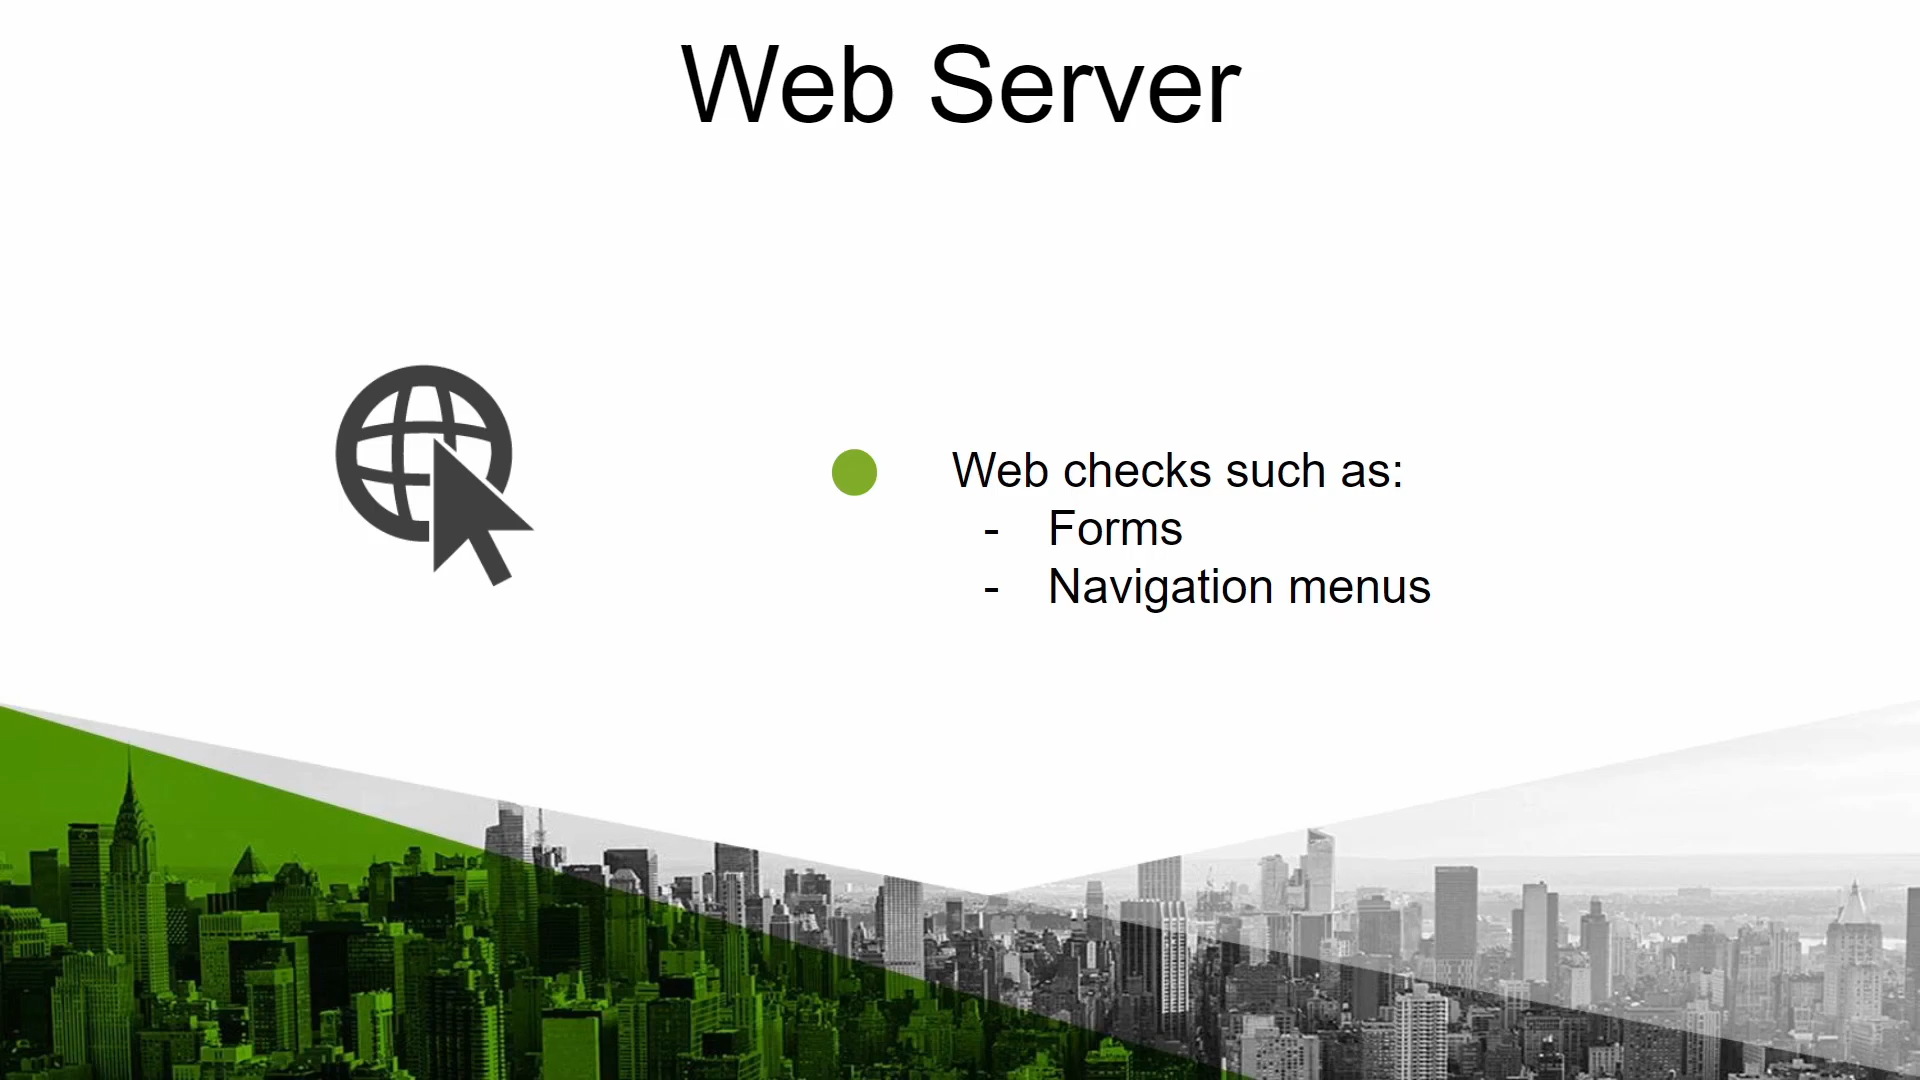 Web Server
Web checks such as:
- Forms
- Navigation menus